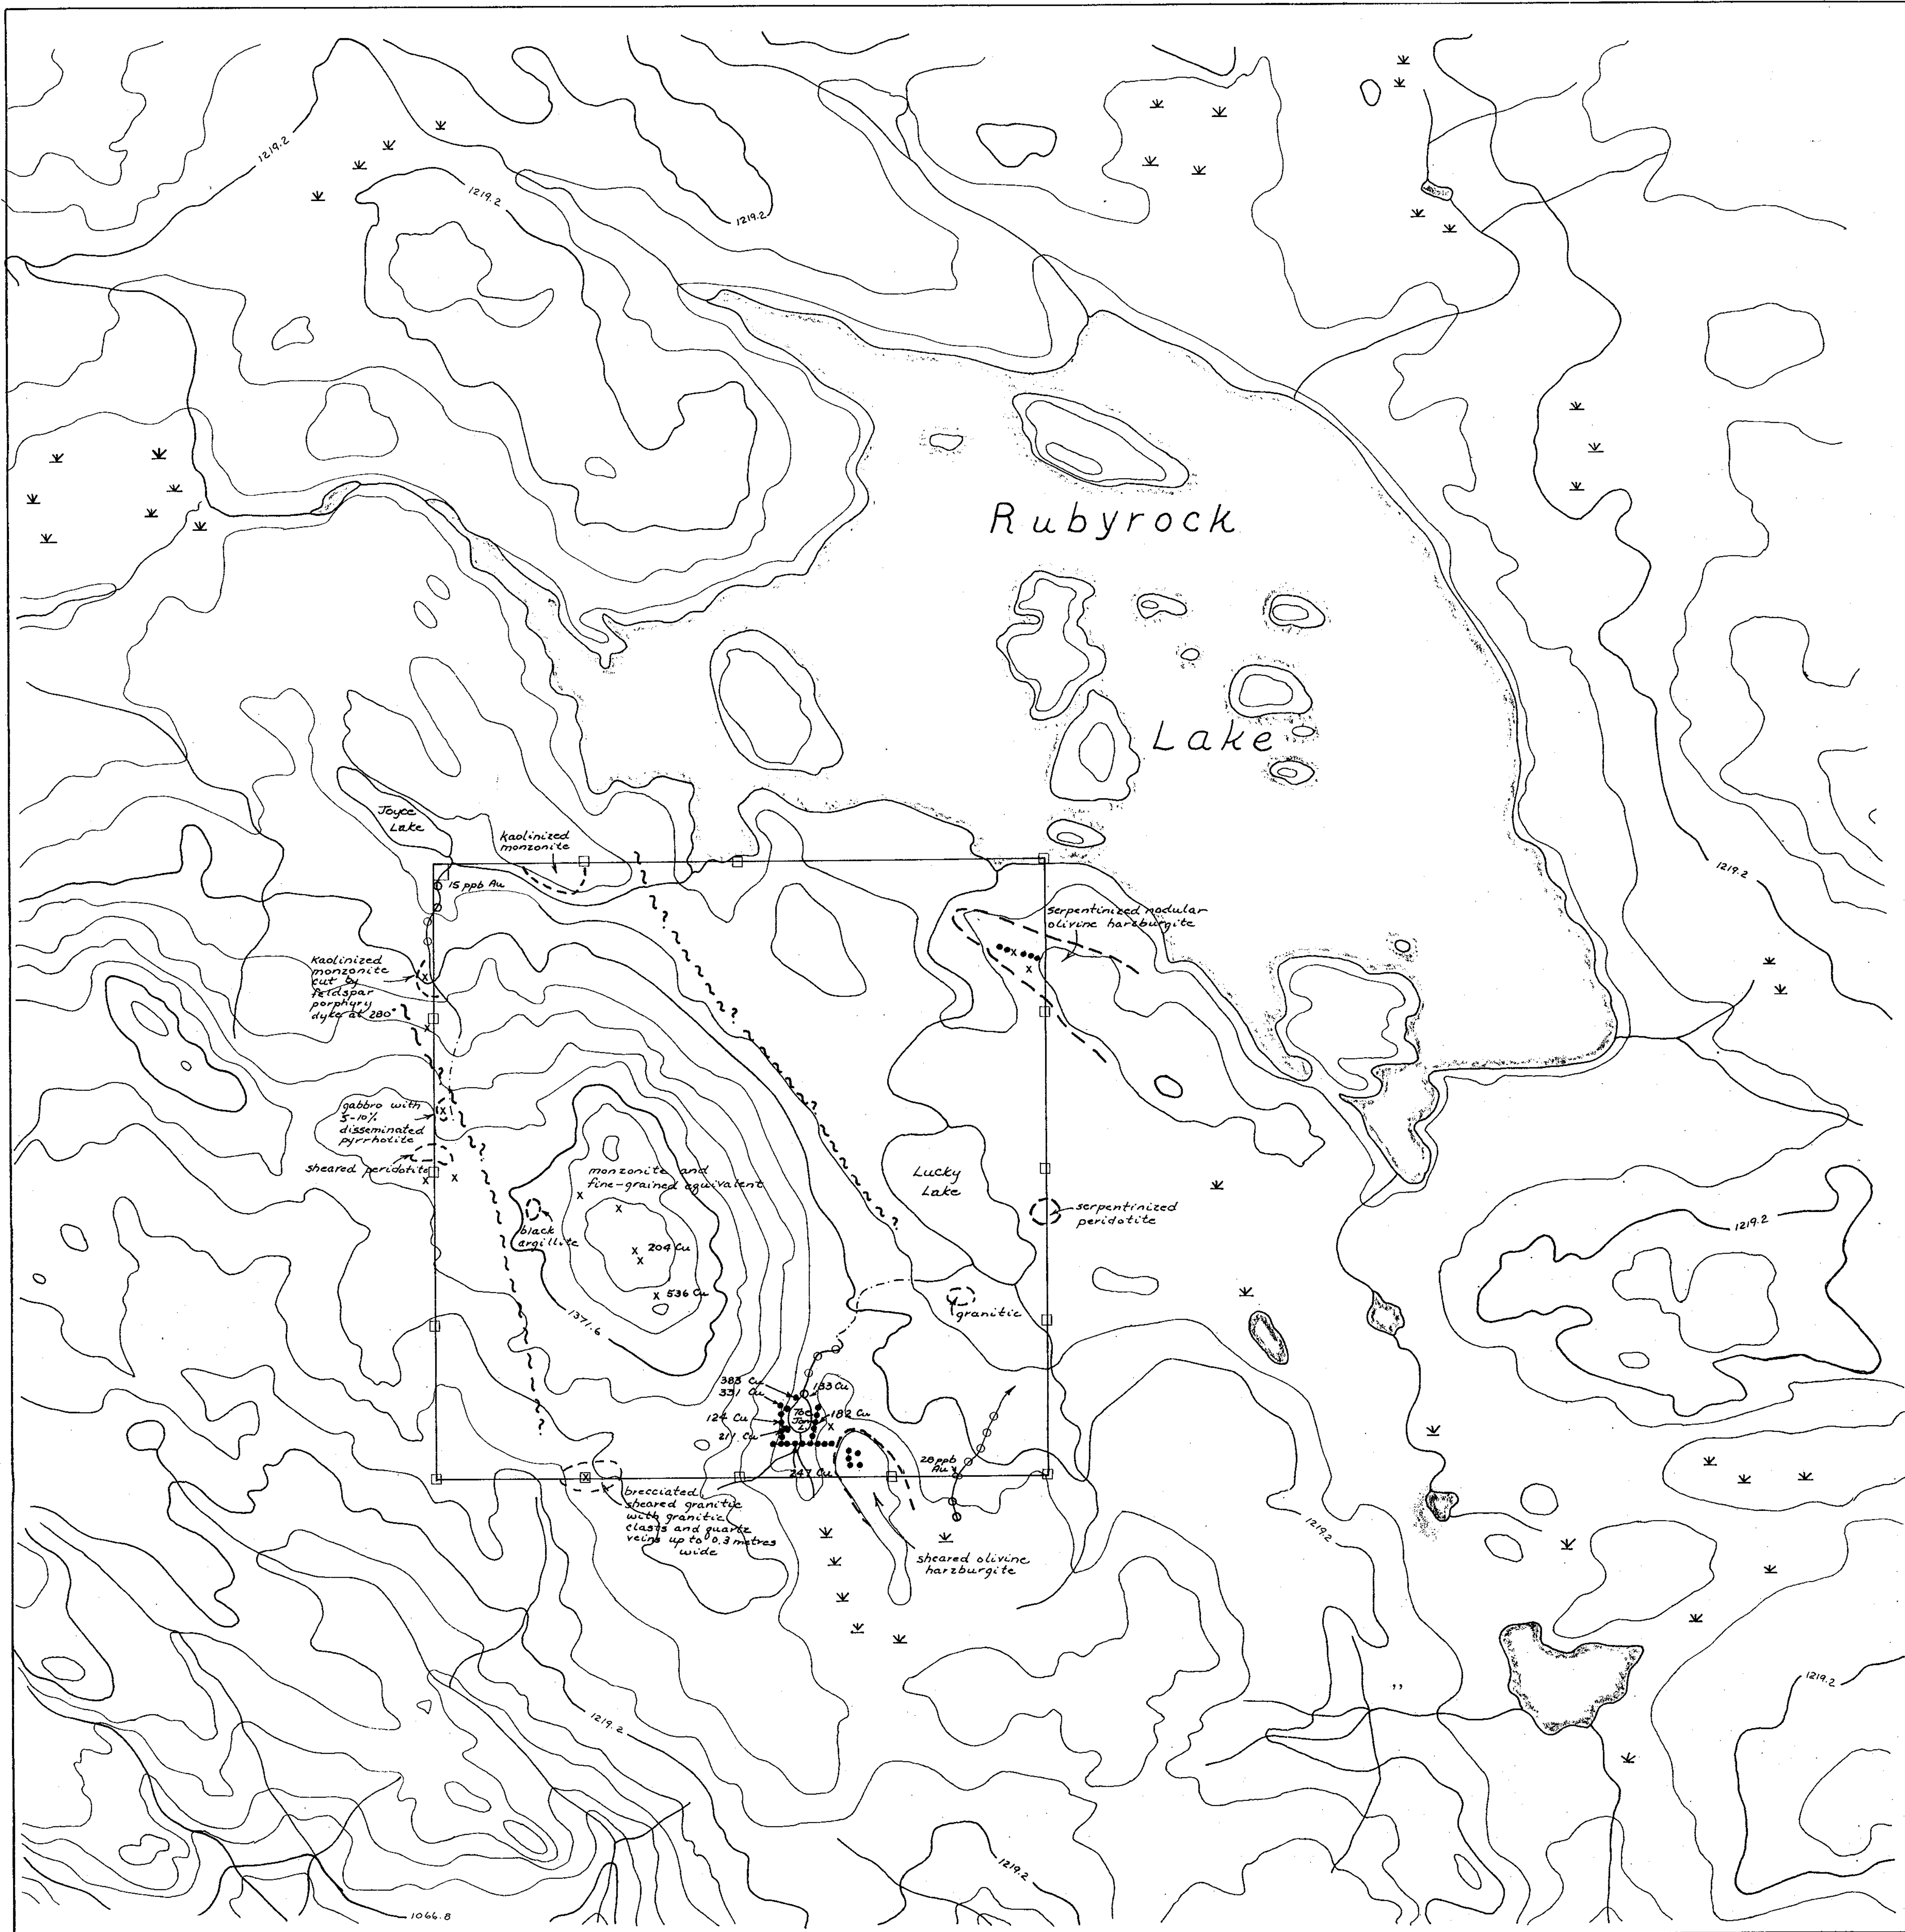 1219.2
1219.2
1219.2
Rubyrock
Lake
Joyce
Lake
kaolinized
monzonite
15 ppb Au
1219.2
serpentinized nodular
olivine harzburgite
kaolinized
monzonite
cut by
feldspar
porphyry
dyke at 280°
?
?
?
?
gabbro with
5-10%
disseminated
pyrrhotite
sheared peridotite
?
monzonite and
fine-grained equivalent
Lucky
Lake
serpentinized
peridotite
black
argillite
204 Cu
?
1219.2
536 Cu
1371.6
granitic
?
383 Cu
331 Cu
183 Cu
124 Cu
182 Cu
211 Cu
247 Cu
28 ppb
Au
brecciated
sheared granitic
with granitic
clasts and quartz
veins up to 0.3 metres
wide
sheared olivine
harzburgite
1219.2
1219.2
1219.2
1219.2
1066.8